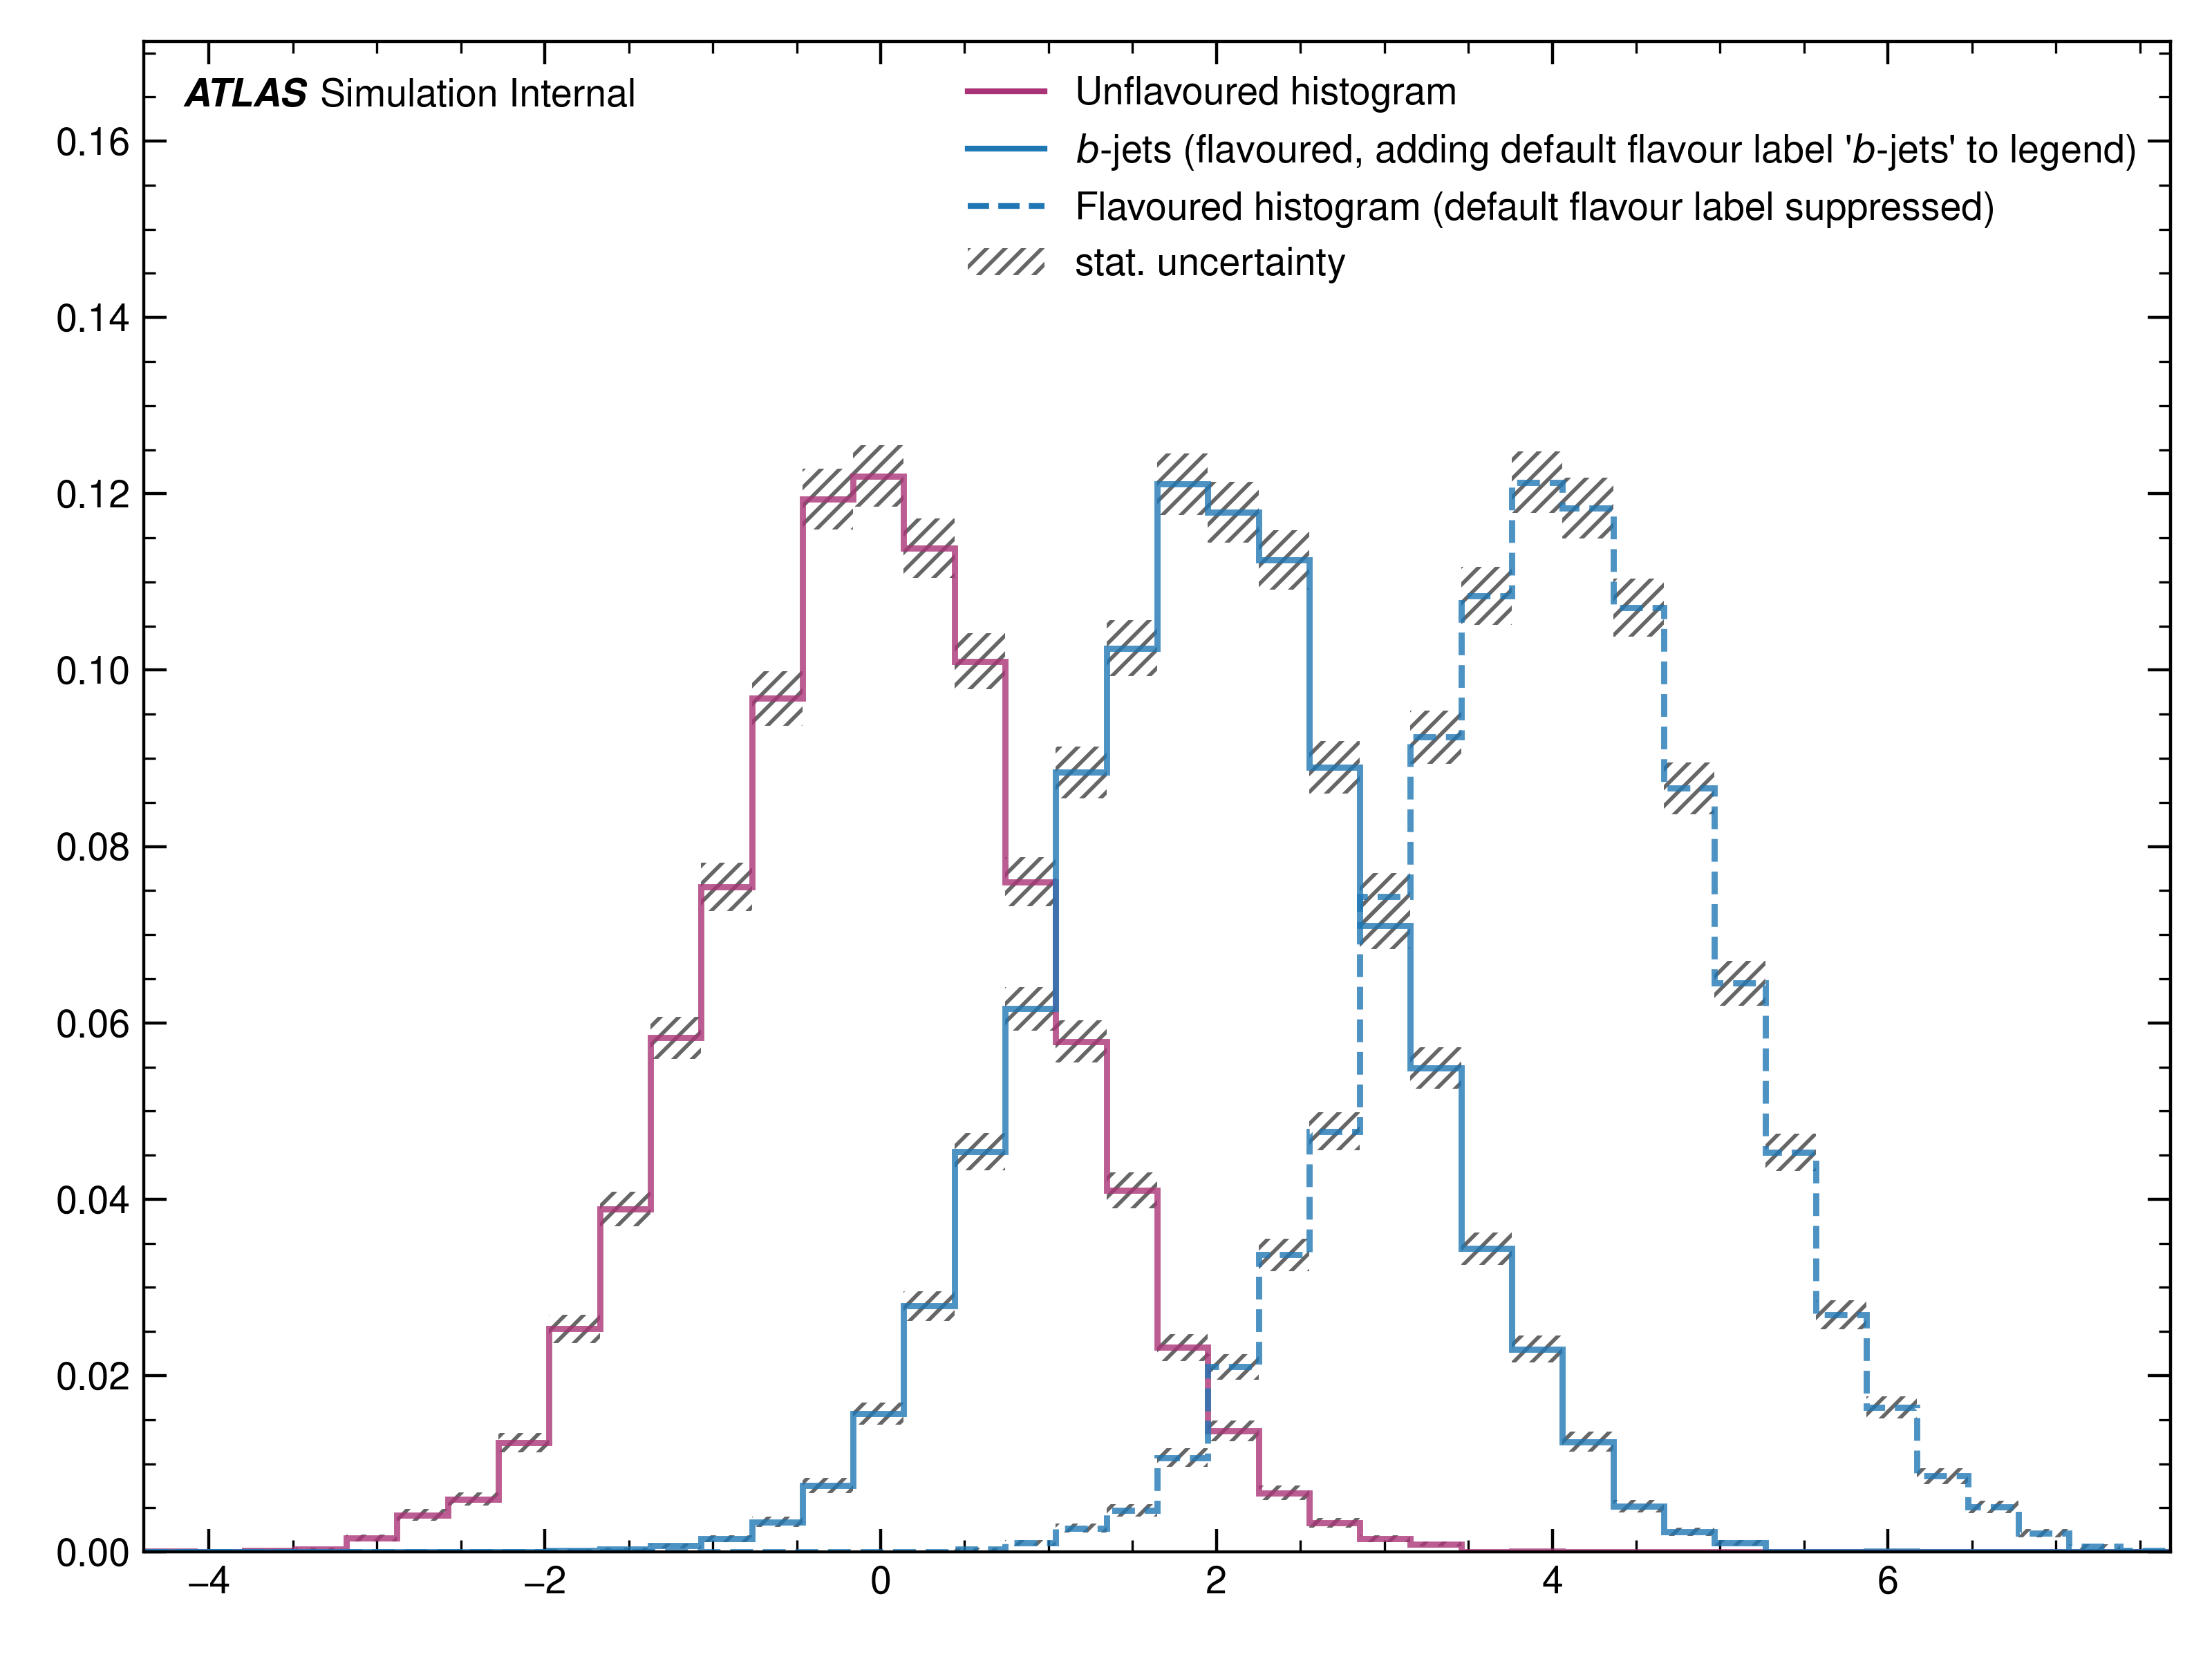 ATLAS Simulation Internal
Unflavoured histogram
b-jets (flavoured, adding default flavour label 'b-jets' to legend)
Flavoured histogram (default flavour label suppressed)
stat. uncertainty
0.16
0.14
0.12
0.10
0.08
0.06
0.04
0.02
0.00
−4 −2 0 2 4 6